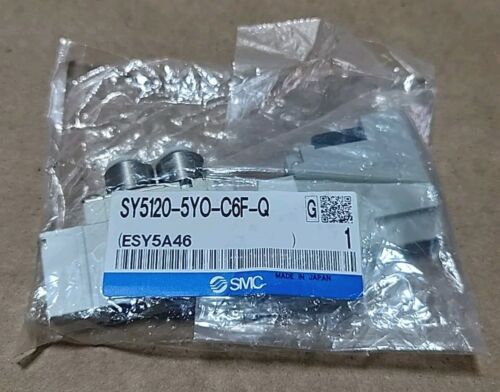 SY5120-5YO-C6F-Q G
(ESY5A46 ) 1
SMC MADE IN JAPAN